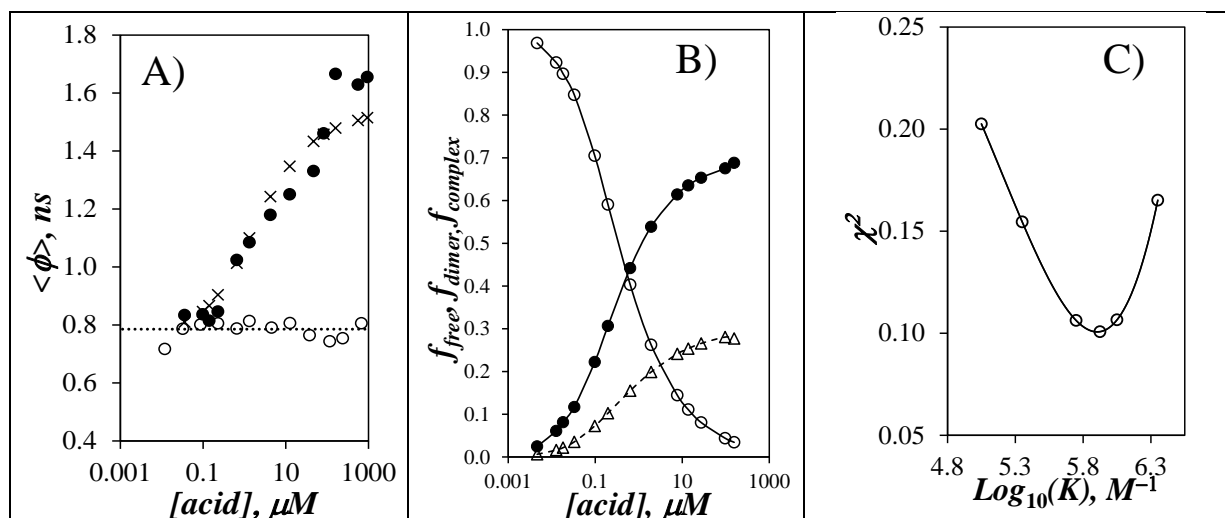 A)
1.8
1.6
1.4
1.2
1.0
0.8
0.6
0.4
<ϕ>, ns
0.001 0.1 10 1000
[acid], μM
B)
1.0
0.9
0.8
0.7
0.6
0.5
0.4
0.3
0.2
0.1
0.0
f_free, f_dimer, f_complex
0.001 0.1 10 1000
[acid], μM
C)
0.25
0.20
0.15
0.10
0.05
χ²
4.8 5.3 5.8 6.3
Log₁₀(K), M⁻¹